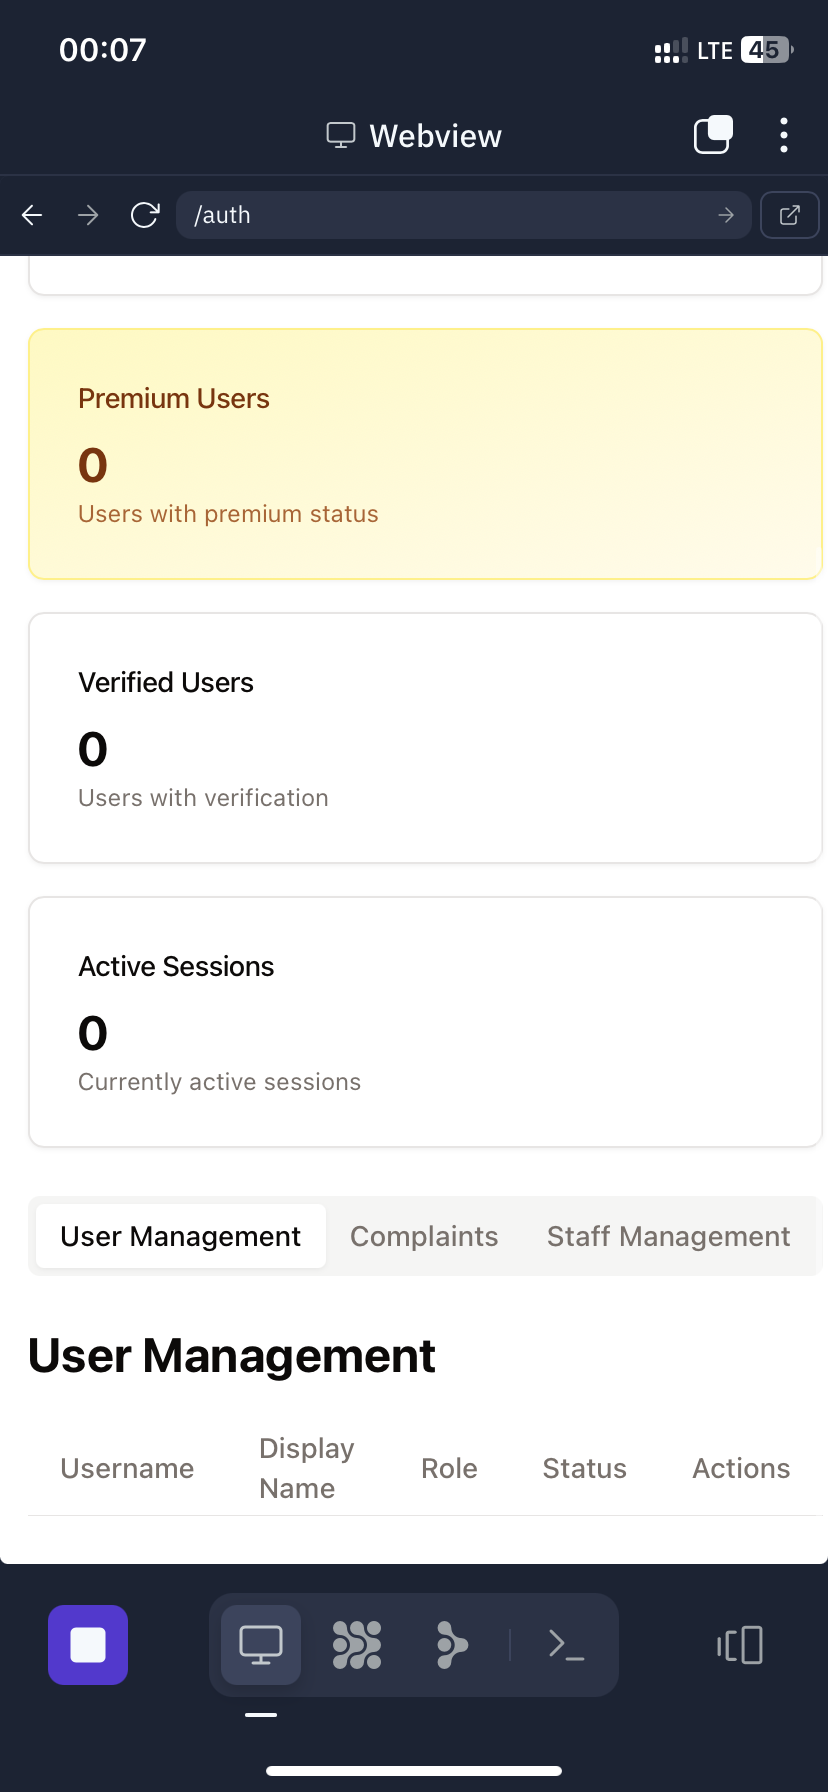 00:07
LTE 45
Webview
/auth
Premium Users
0
Users with premium status
Verified Users
0
Users with verification
Active Sessions
0
Currently active sessions
User Management Complaints Staff Management
User Management
Username Display Name Role Status Actions